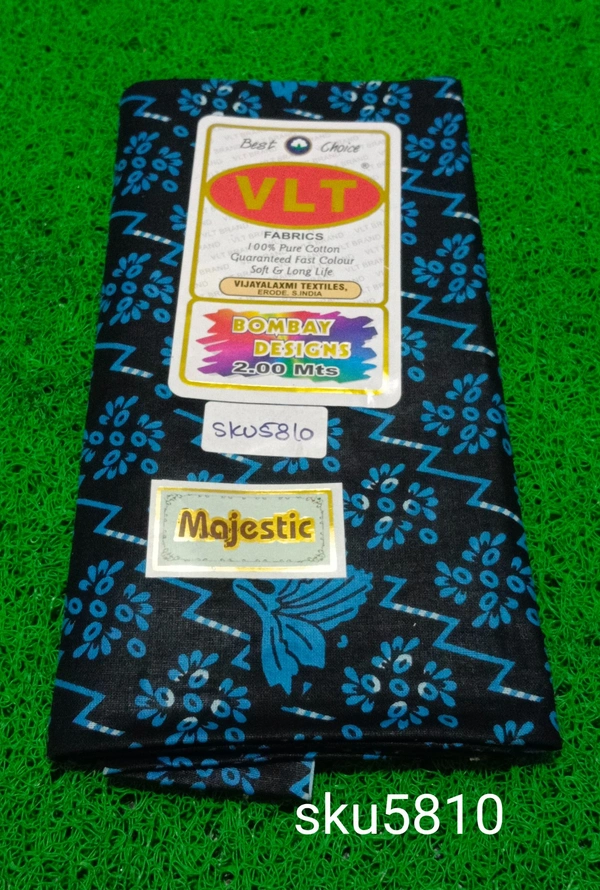 Best Choice
VLT
®
FABRICS
100% Pure Cotton
Guaranteed Fast Colour
Soft & Long Life
VIJAYALAXMI TEXTILES,
ERODE, S.INDIA
BOMBAY
DESIGNS
2.00 Mts
SKU5810
Majestic
sku5810